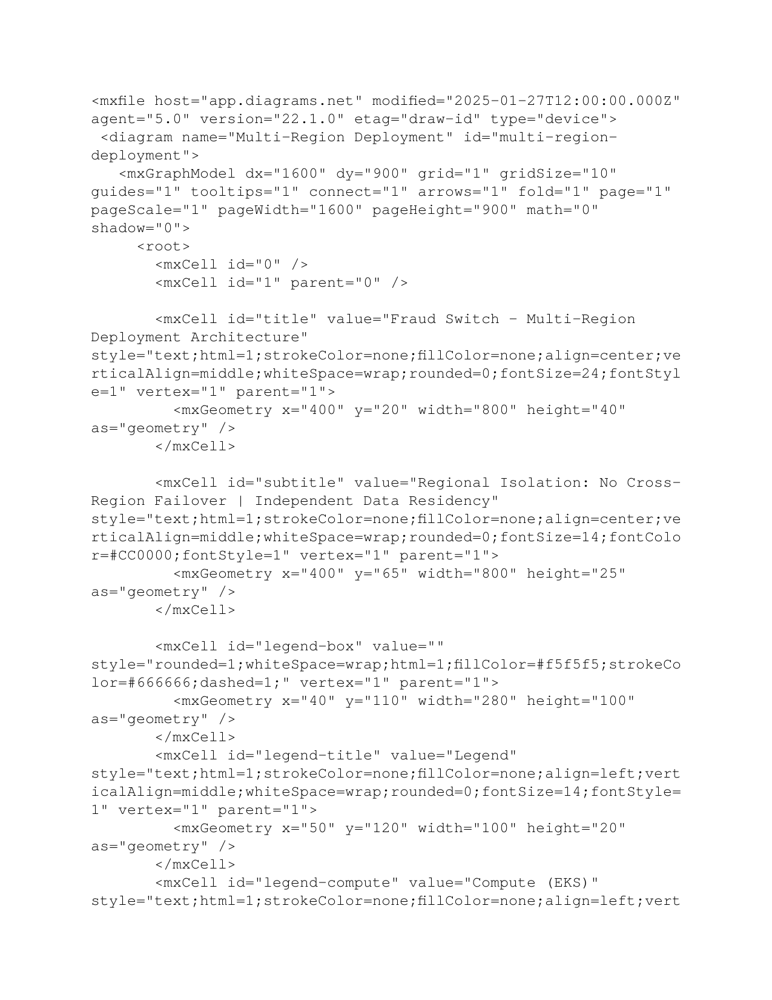 <mxfile host="app.diagrams.net" modified="2025-01-27T12:00:00.000Z"
agent="5.0" version="22.1.0" etag="draw-id" type="device">
<diagram name="Multi-Region Deployment" id="multi-region-
deployment">
<mxGraphModel dx="1600" dy="900" grid="1" gridSize="10"
guides="1" tooltips="1" connect="1" arrows="1" fold="1" page="1"
pageScale="1" pageWidth="1600" pageHeight="900" math="0"
shadow="0">
<root>
<mxCell id="0" />
<mxCell id="1" parent="0" />
<mxCell id="title" value="Fraud Switch - Multi-Region
Deployment Architecture"
style="text;html=1;strokeColor=none;fillColor=none;align=center;ve
rticalAlign=middle;whiteSpace=wrap;rounded=0;fontSize=24;fontStyl
e=1" vertex="1" parent="1">
<mxGeometry x="400" y="20" width="800" height="40"
as="geometry" />
</mxCell>
<mxCell id="subtitle" value="Regional Isolation: No Cross-
Region Failover | Independent Data Residency"
style="text;html=1;strokeColor=none;fillColor=none;align=center;ve
rticalAlign=middle;whiteSpace=wrap;rounded=0;fontSize=14;fontColo
r=#CC0000;fontStyle=1" vertex="1" parent="1">
<mxGeometry x="400" y="65" width="800" height="25"
as="geometry" />
</mxCell>
<mxCell id="legend-box" value=""
style="rounded=1;whiteSpace=wrap;html=1;fillColor=#f5f5f5;strokeCo
lor=#666666;dashed=1;" vertex="1" parent="1">
<mxGeometry x="40" y="110" width="280" height="100"
as="geometry" />
</mxCell>
<mxCell id="legend-title" value="Legend"
style="text;html=1;strokeColor=none;fillColor=none;align=left;vert
icalAlign=middle;whiteSpace=wrap;rounded=0;fontSize=14;fontStyle=
1" vertex="1" parent="1">
<mxGeometry x="50" y="120" width="100" height="20"
as="geometry" />
</mxCell>
<mxCell id="legend-compute" value="Compute (EKS)"
style="text;html=1;strokeColor=none;fillColor=none;align=left;vert